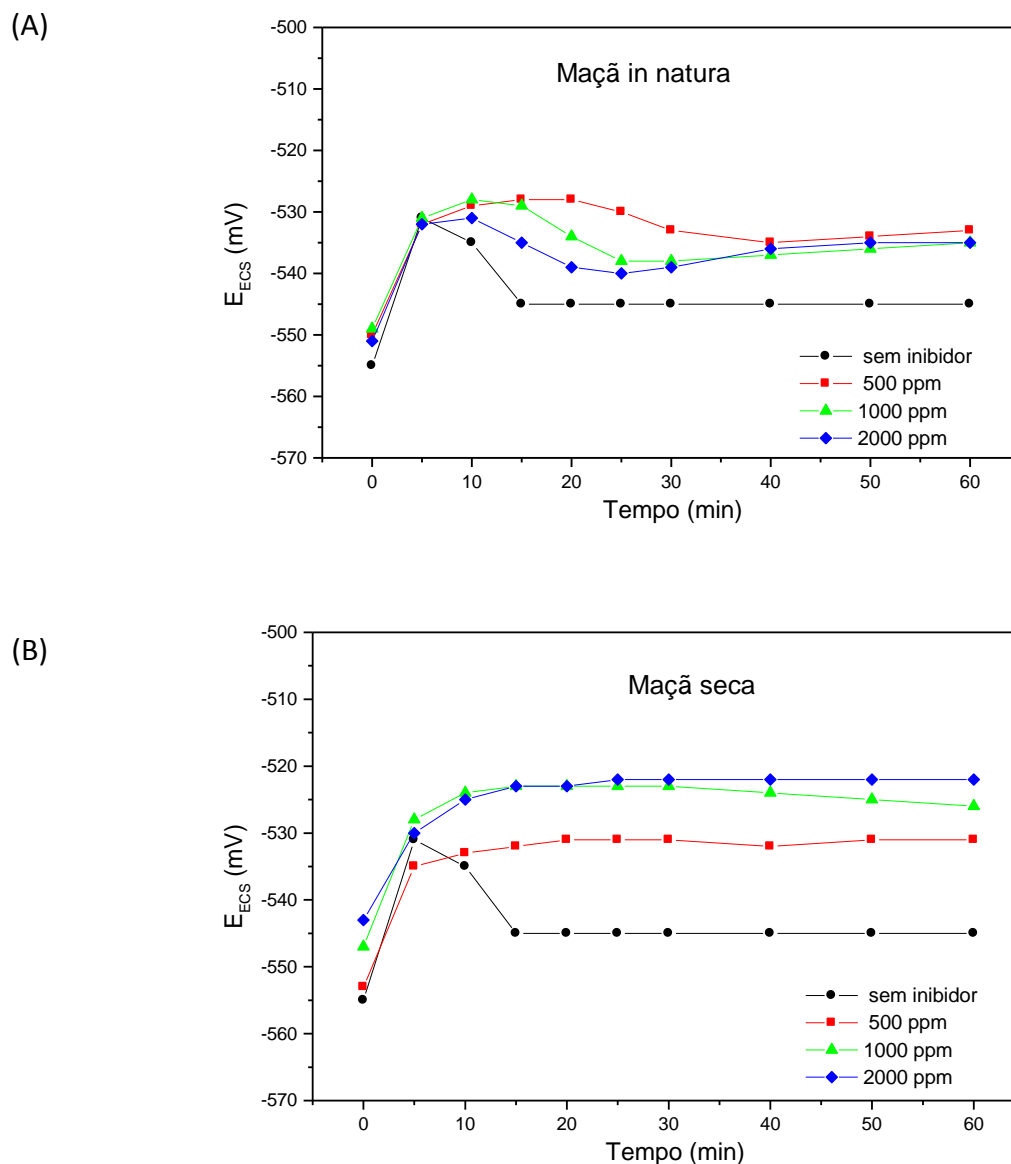 (A)
-500
-510
-520
-530
-540
-550
-560
-570
E_ECS (mV)
Maçã in natura
sem inibidor
500 ppm
1000 ppm
2000 ppm
0 10 20 30 40 50 60
Tempo (min)
(B)
-500
-510
-520
-530
-540
-550
-560
-570
E_ECS (mV)
Maçã seca
sem inibidor
500 ppm
1000 ppm
2000 ppm
0 10 20 30 40 50 60
Tempo (min)